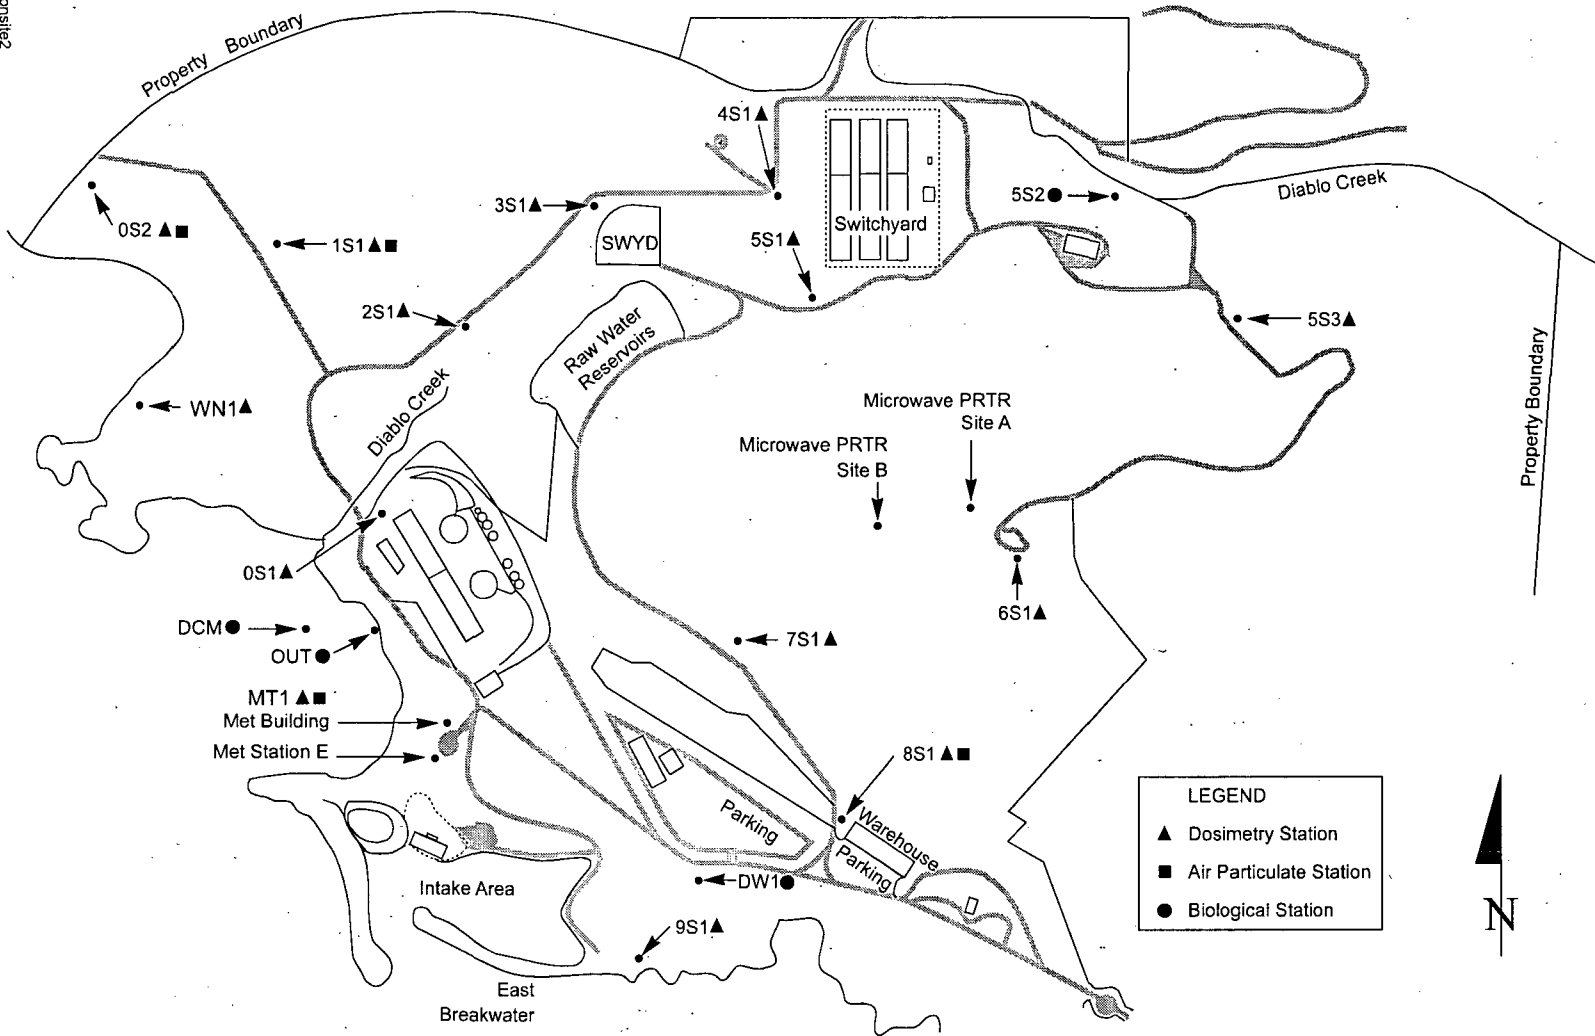 onsite2
Property Boundary
4S1
Diablo Creek
5S2
3S1
0S2
1S1
SWYD
Switchyard
5S1
2S1
5S3
Raw Water
Reservoirs
Property Boundary
WN1
Diablo Creek
Microwave PRTR
Site A
Microwave PRTR
Site B
0S1
6S1
DCM
OUT
7S1
MT1
Met Building
Met Station E
8S1
Parking
Warehouse
Parking
LEGEND
Dosimetry Station
Air Particulate Station
Biological Station
Intake Area
DW1
9S1
East
Breakwater
N